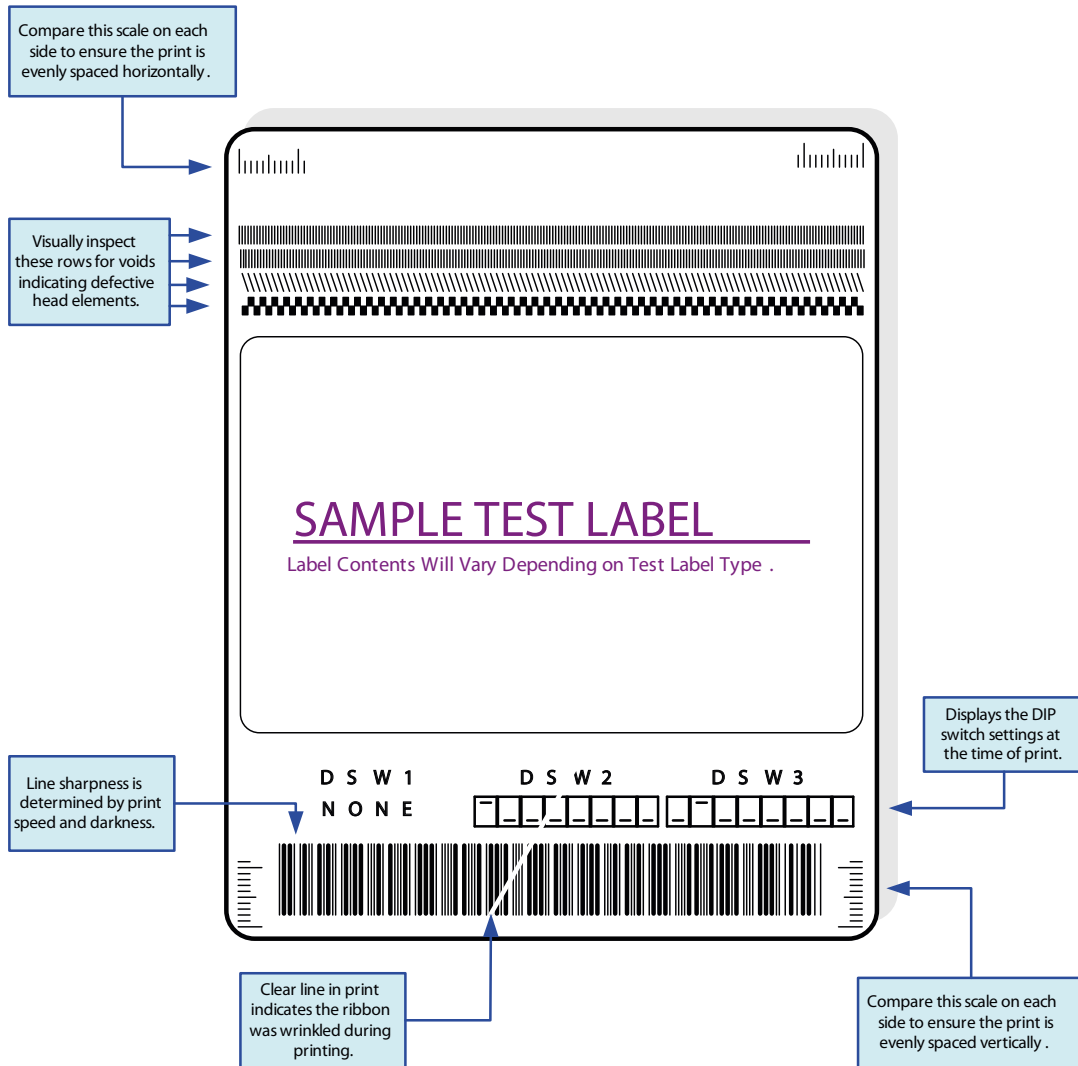 Compare this scale on each
side to ensure the print is
evenly spaced horizontally .
Visually inspect
these rows for voids
indicating defective
head elements.
SAMPLE TEST LABEL
Label Contents Will Vary Depending on Test Label Type .
Displays the DIP
switch settings at
the time of print.
Line sharpness is
determined by print
speed and darkness.
D S W 1
N O N E
D S W 2
D S W 3
Clear line in print
indicates the ribbon
was wrinkled during
printing.
Compare this scale on each
side to ensure the print is
evenly spaced vertically .